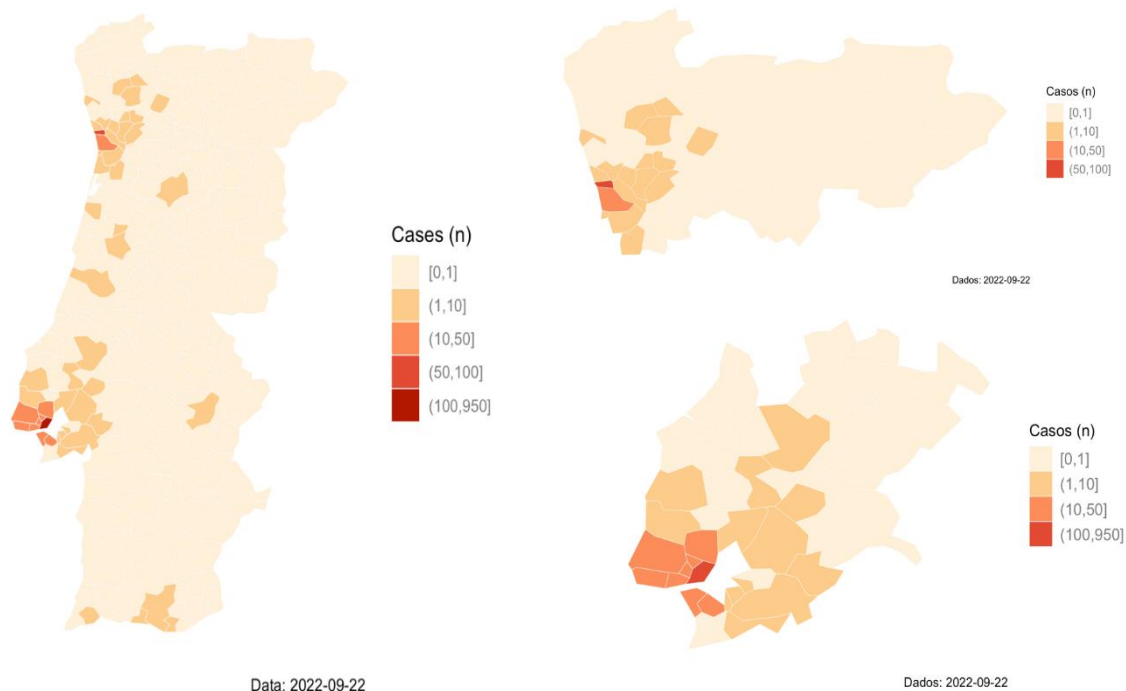 Cases (n)
[0,1]
(1,10]
(10,50]
(50,100]
(100,950]
Data: 2022-09-22
Casos (n)
[0,1]
(1,10]
(10,50]
(50,100]
Dados: 2022-09-22
Casos (n)
[0,1]
(1,10]
(10,50]
(100,950]
Dados: 2022-09-22